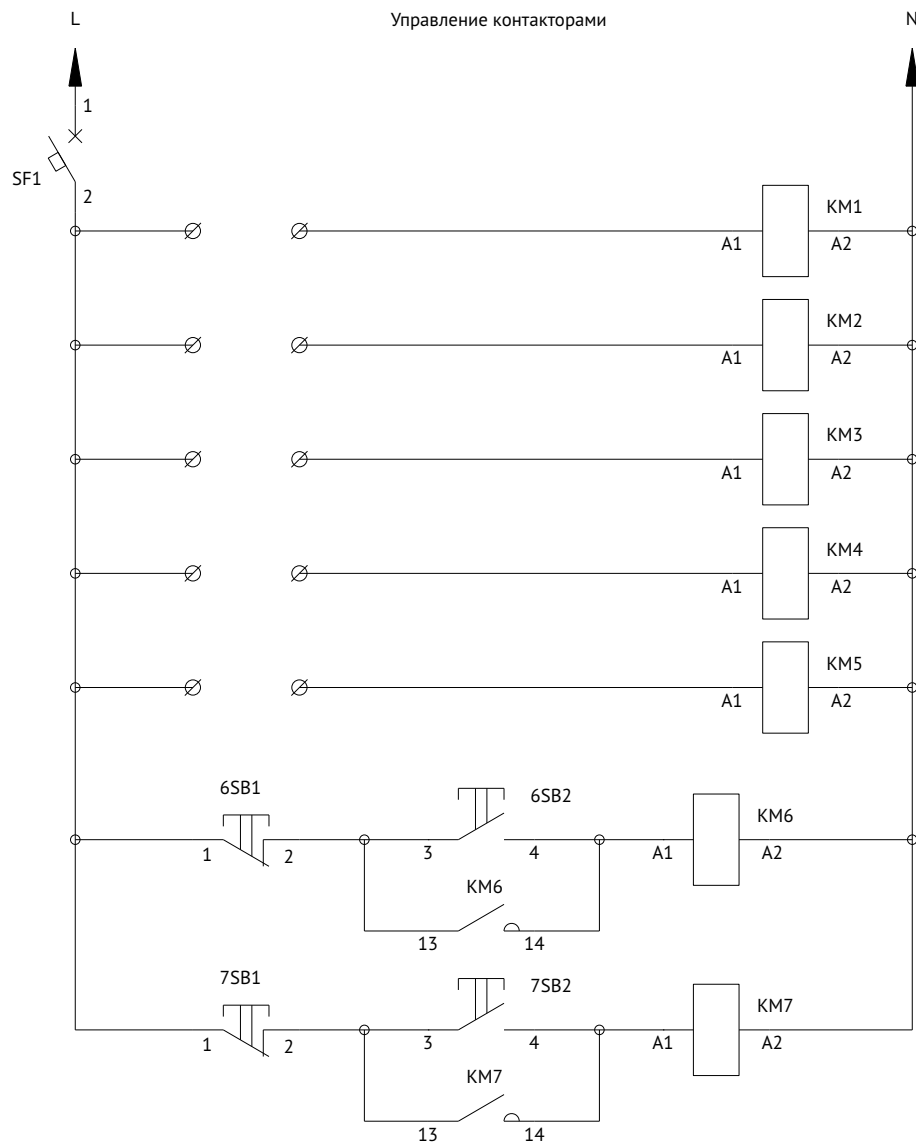 L Управление контакторами N
1
SF1
2
KM1
A1 A2
KM2
A1 A2
KM3
A1 A2
KM4
A1 A2
KM5
A1 A2
6SB1 6SB2 KM6
1 2 3 4 A1 A2
KM6
13 14
7SB1 7SB2 KM7
1 2 3 4 A1 A2
KM7
13 14